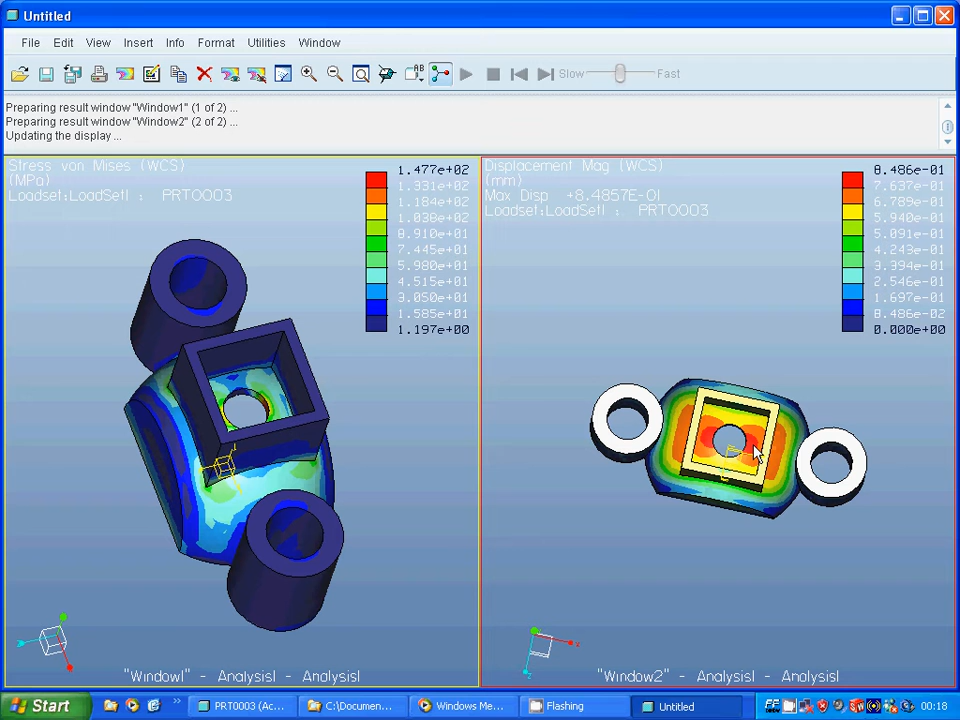 Untitled
File Edit View Insert Info Format Utilities Window
AB
Slow Fast
Preparing result window "Window1" (1 of 2) ...
Preparing result window "Window2" (2 of 2) ...
Updating the display ...
Stress von Mises (WCS)
(MPa)
Loadset:LoadSet1 : PRT0003
1.477e+02
1.331e+02
1.184e+02
1.038e+02
8.910e+01
7.445e+01
5.980e+01
4.515e+01
3.050e+01
1.585e+01
1.197e+00
Displacement Mag (WCS)
(mm)
Max Disp +8.4857E-01
Loadset:LoadSet1 : PRT0003
8.486e-01
7.637e-01
6.789e-01
5.940e-01
5.091e-01
4.243e-01
3.394e-01
2.546e-01
1.697e-01
8.486e-02
0.000e+00
x
z
"Window1" - Analysis1 - Analysis1
"Window2" - Analysis1 - Analysis1
Start
PRT0003 (Ac...
C:\Documen...
Windows Me...
Flashing
Untitled
00:18